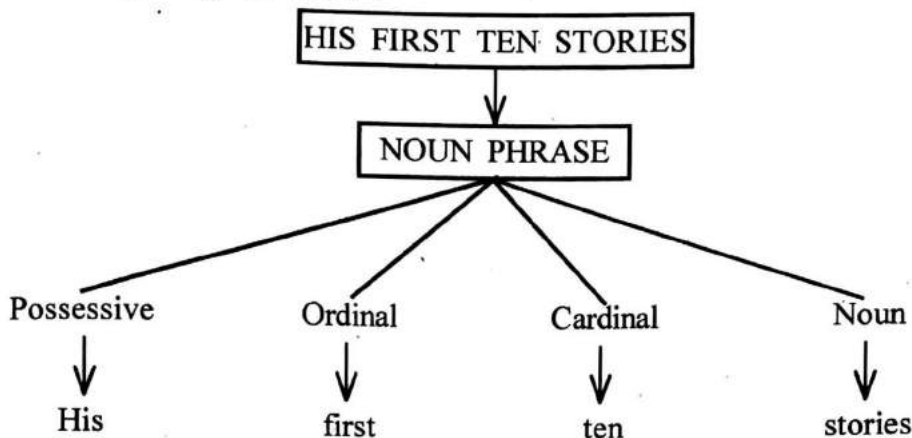 HIS FIRST TEN STORIES
NOUN PHRASE
Possessive Ordinal Cardinal Noun
His first ten stories